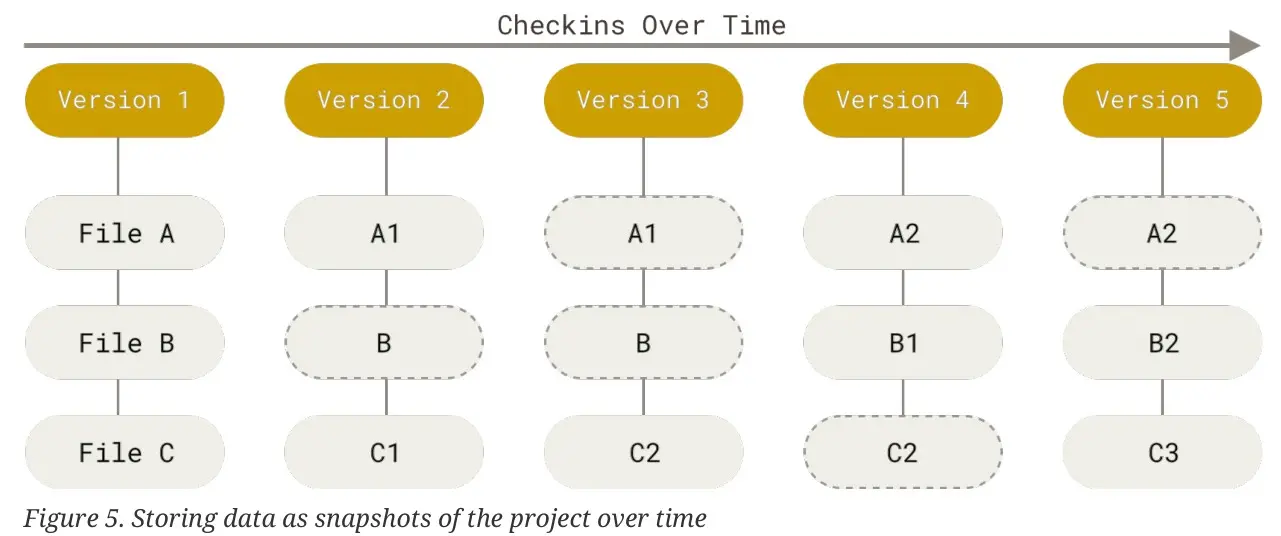 Checkins Over Time
Version 1 Version 2 Version 3 Version 4 Version 5
File A A1 A1 A2 A2
File B B B B1 B2
File C C1 C2 C2 C3
Figure 5. Storing data as snapshots of the project over time